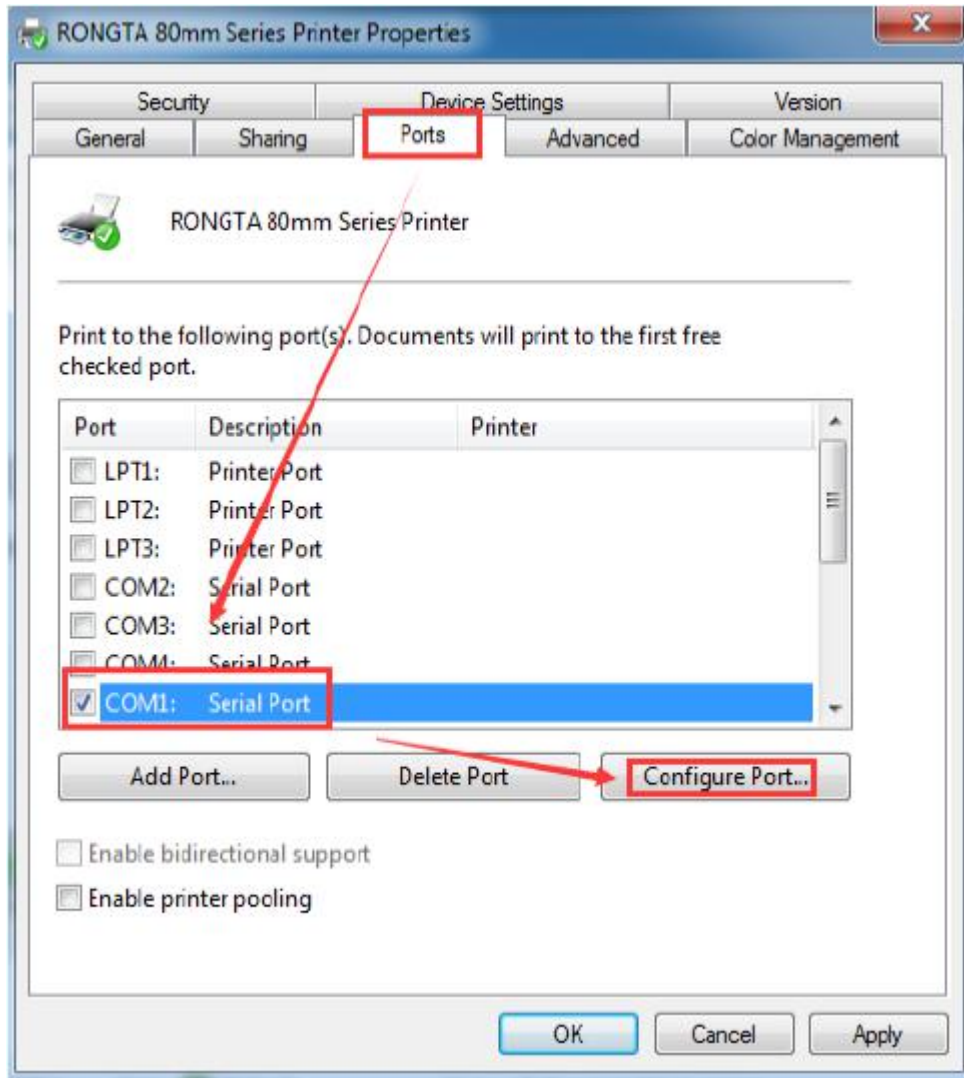 RONGTA 80mm Series Printer Properties
Security Device Settings Version
General Sharing Ports Advanced Color Management
RONGTA 80mm Series Printer
Print to the following port(s). Documents will print to the first free
checked port.
Port Description Printer
LPT1: Printer Port
LPT2: Printer Port
LPT3: Printer Port
COM2: Serial Port
COM3: Serial Port
COM4: Serial Port
COM1: Serial Port
Add Port... Delete Port Configure Port...
Enable bidirectional support
Enable printer pooling
OK Cancel Apply